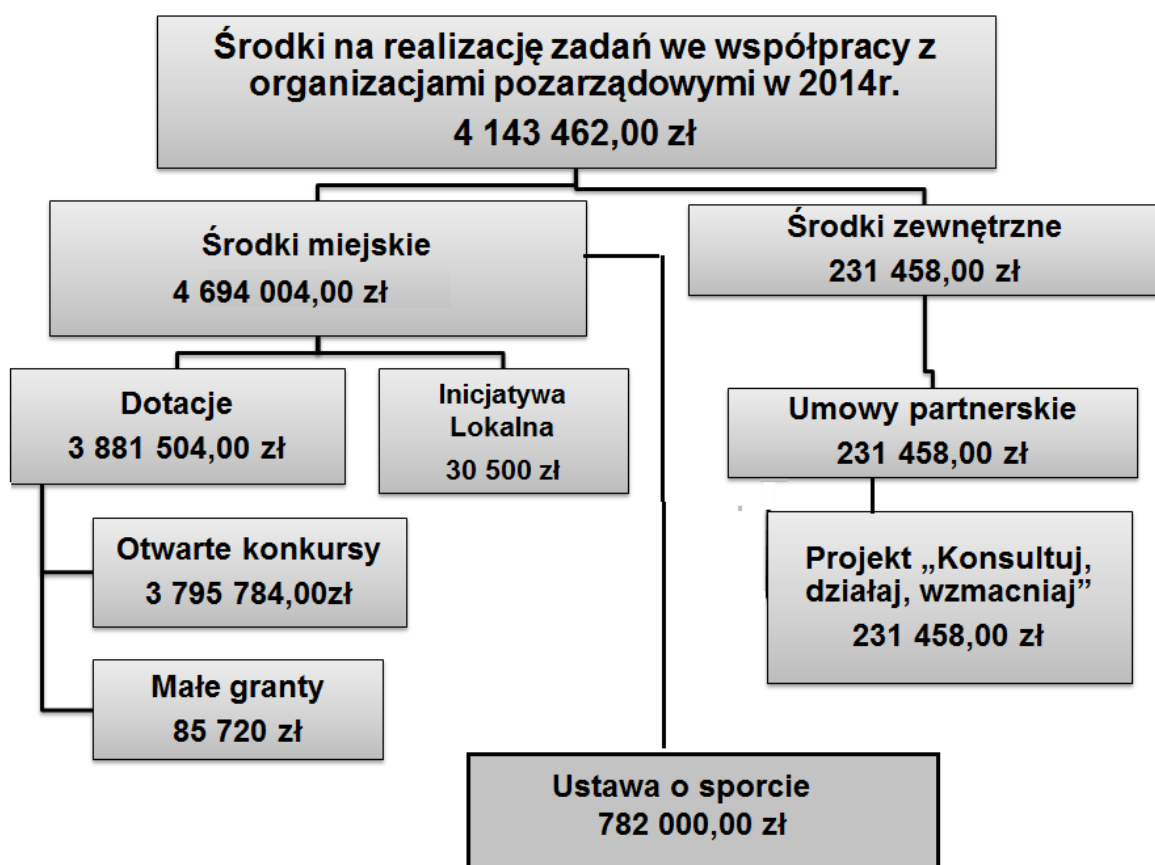 Środki na realizację zadań we współpracy z
organizacjami pozarządowymi w 2014r.
4 143 462,00 zł
Środki miejskie
4 694 004,00 zł
Środki zewnętrzne
231 458,00 zł
Dotacje
3 881 504,00 zł
Inicjatywa
Lokalna
30 500 zł
Umowy partnerskie
231 458,00 zł
Otwarte konkursy
3 795 784,00zł
Projekt „Konsultuj,
działaj, wzmacniaj”
231 458,00 zł
Małe granty
85 720 zł
Ustawa o sporcie
782 000,00 zł